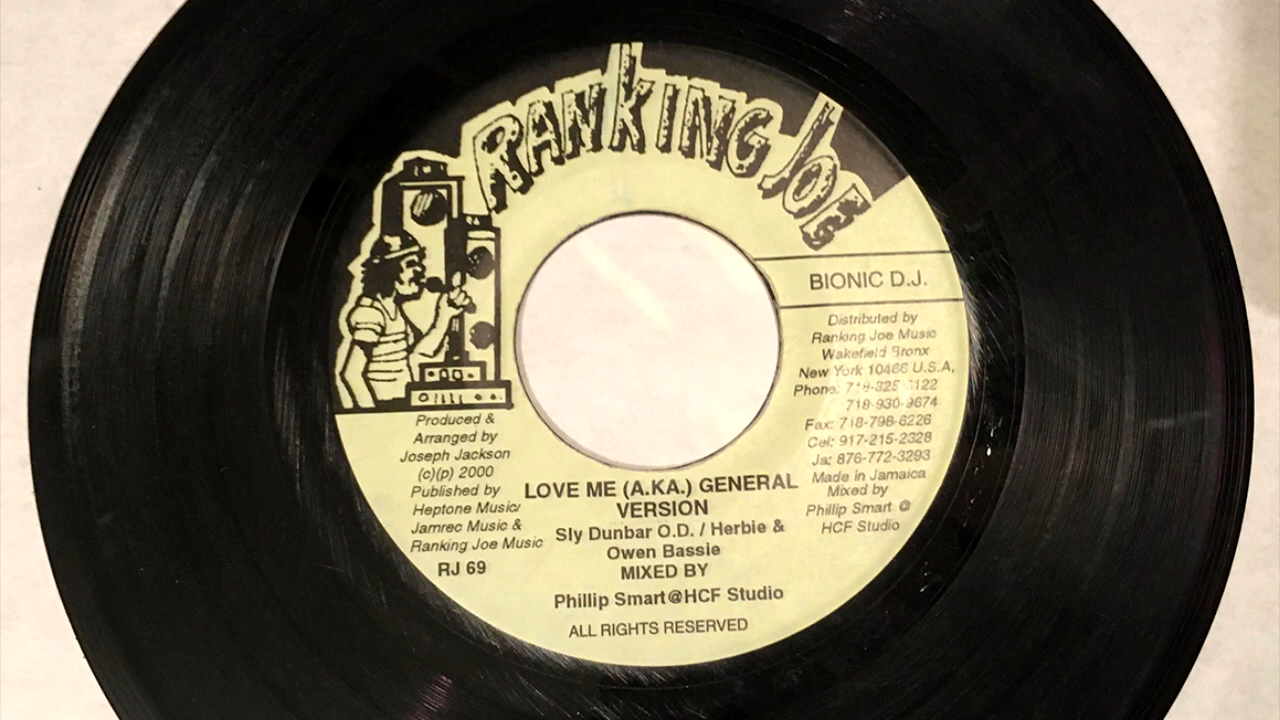 RANKING JOE
BIONIC D.J.
Distributed by
Ranking Joe Music
Wakefield Bronx
New York 10466 U.S.A,
Phone: 718-325-
718-930-9674
Fax: 718-798-6226
Cel: 917-215-2328
Ja: 876-772-3293
Made in Jamaica
Mixed by
Phillip Smart @
HCF Studio
Produced &
Arranged by
Joseph Jackson
(c)(p) 2000
Published by
Heptone Music/
Jamrec Music &
Ranking Joe Music
RJ 69
LOVE ME (A.KA.) GENERAL
VERSION
Sly Dunbar O.D. / Herbie &
Owen Bassie
MIXED BY
Phillip Smart@HCF Studio
ALL RIGHTS RESERVED